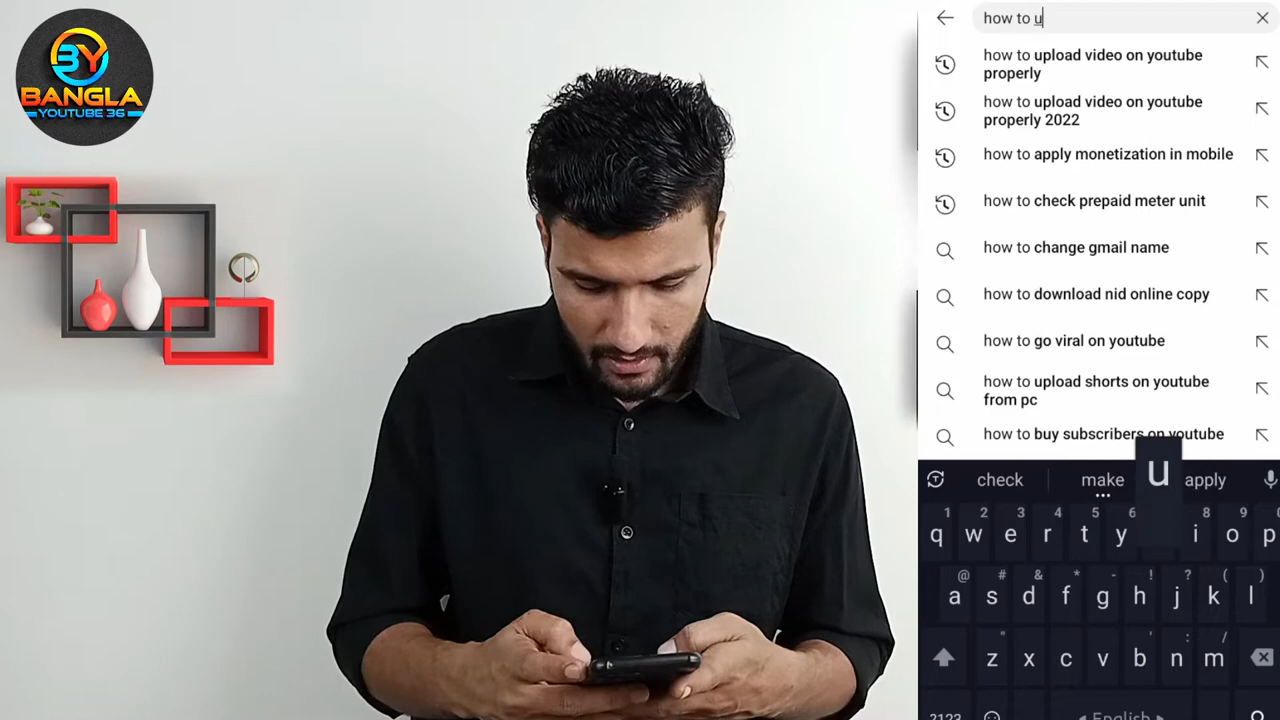 BY
BANGLA
YOUTUBE 36
how to u
how to upload video on youtube
properly
how to upload video on youtube
properly 2022
how to apply monetization in mobile
how to check prepaid meter unit
how to change gmail name
how to download nid online copy
how to go viral on youtube
how to upload shorts on youtube
from pc
how to buy subscribers on youtube
check make apply
u
1 2 3 4 5 6 8 9 0
q w e r t y i o p
@ # & * - ! ? ( )
a s d f g h j k l
" ' : /
z x c v b n m
?123 English